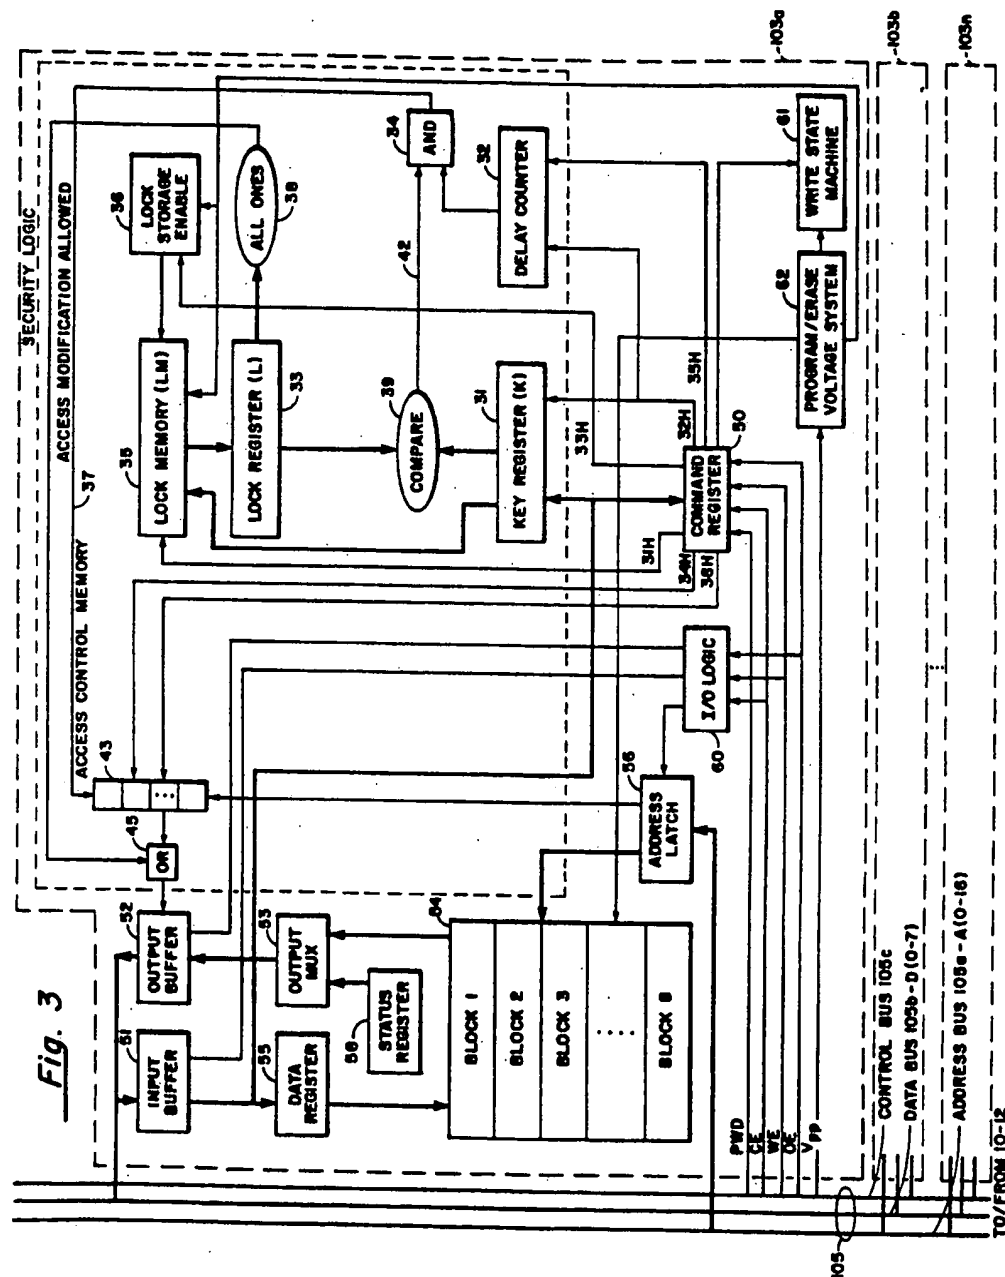 Fig. 3
SECURITY LOGIC
ACCESS MODIFICATION ALLOWED
37
ACCESS CONTROL MEMORY
36
LOCK
STORAGE
ENABLE
ALL ONES
38
35
LOCK MEMORY (LM)
LOCK REGISTER (L)
33
42
34
AND
39
COMPARE
32
DELAY COUNTER
31
KEY REGISTER (K)
43
45
OR
52
OUTPUT
BUFFER
51
INPUT
BUFFER
53
OUTPUT
MUX
55
DATA
REGISTER
58
STATUS
REGISTER
54
BLOCK 1
BLOCK 2
BLOCK 3
.....
BLOCK 8
56
ADDRESS
LATCH
I/O LOGIC
60
31H
34H
38H
33H
32H
35H
50
COMMAND
REGISTER
62
PROGRAM/ERASE
VOLTAGE SYSTEM
61
WRITE STATE
MACHINE
PWD
CE
WE
OE
VPP
105
CONTROL BUS 105c
DATA BUS 105b-D(0-7)
ADDRESS BUS 105a-A(0-16)
TO/FROM 10-12
103a
103b
103n